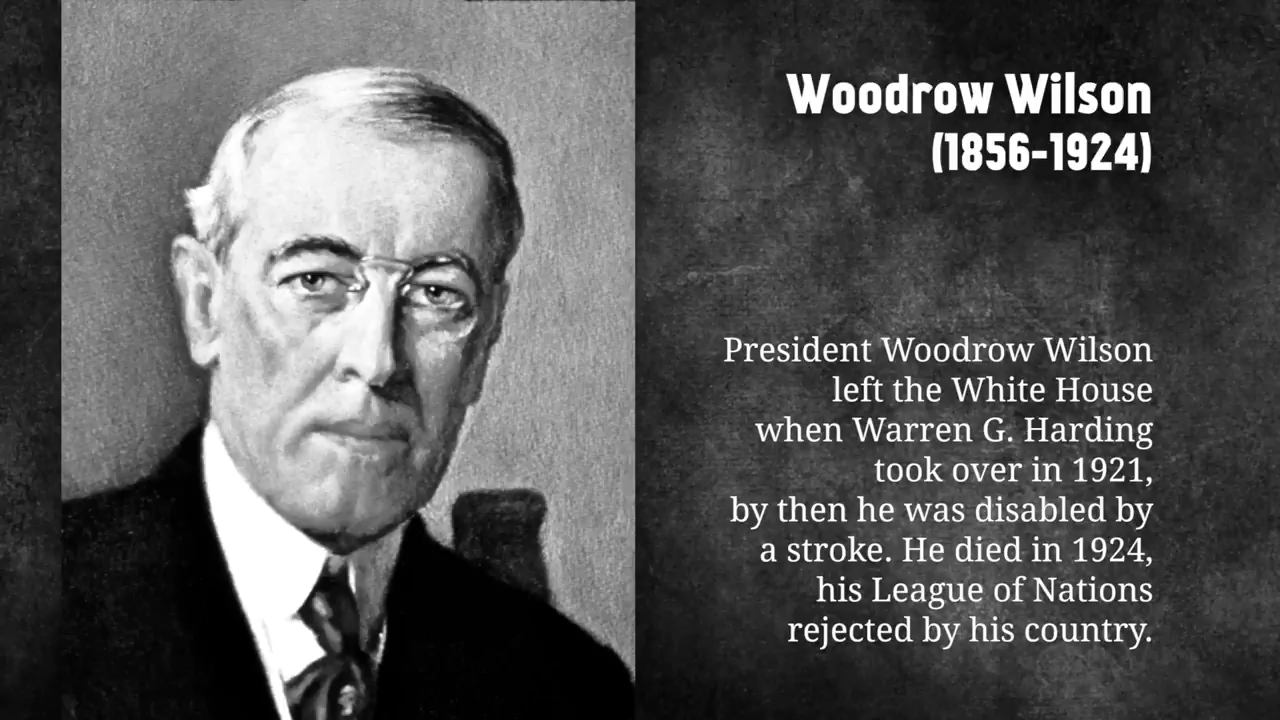 Woodrow Wilson
(1856-1924)
President Woodrow Wilson
left the White House
when Warren G. Harding
took over in 1921,
by then he was disabled by
a stroke. He died in 1924,
his League of Nations
rejected by his country.